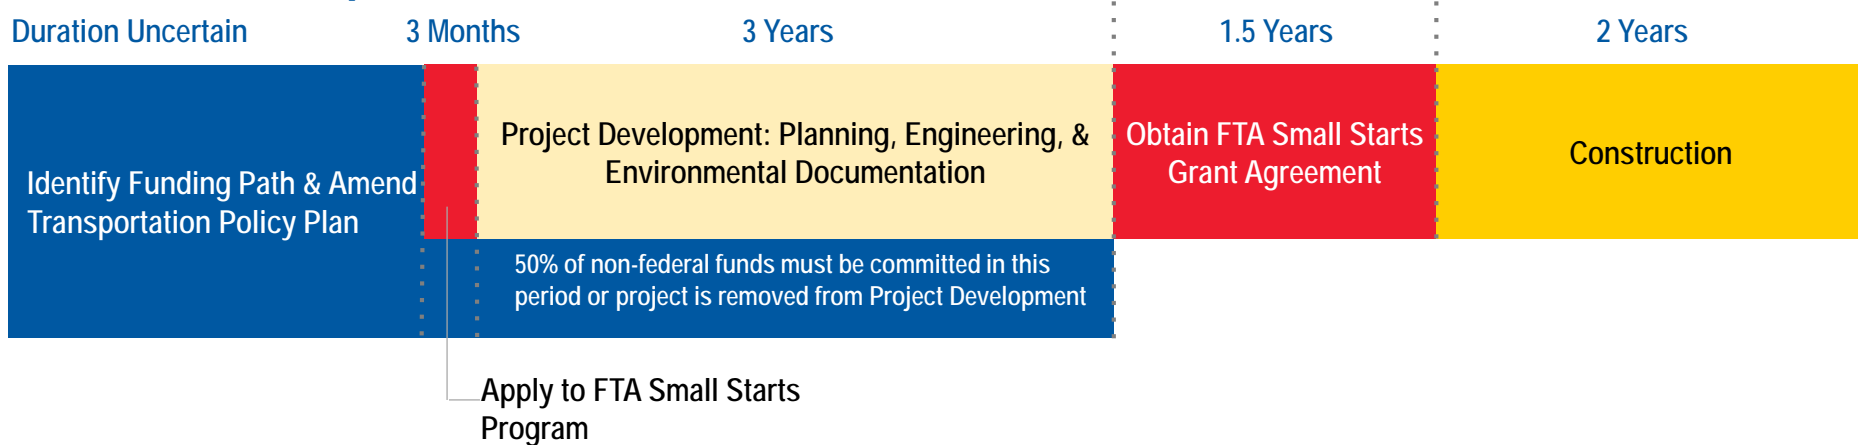 Duration Uncertain
3 Months
3 Years
1.5 Years
2 Years
Identify Funding Path & Amend
Transportation Policy Plan
Project Development: Planning, Engineering, &
Environmental Documentation
Obtain FTA Small Starts
Grant Agreement
Construction
50% of non-federal funds must be committed in this
period or project is removed from Project Development
Apply to FTA Small Starts
Program